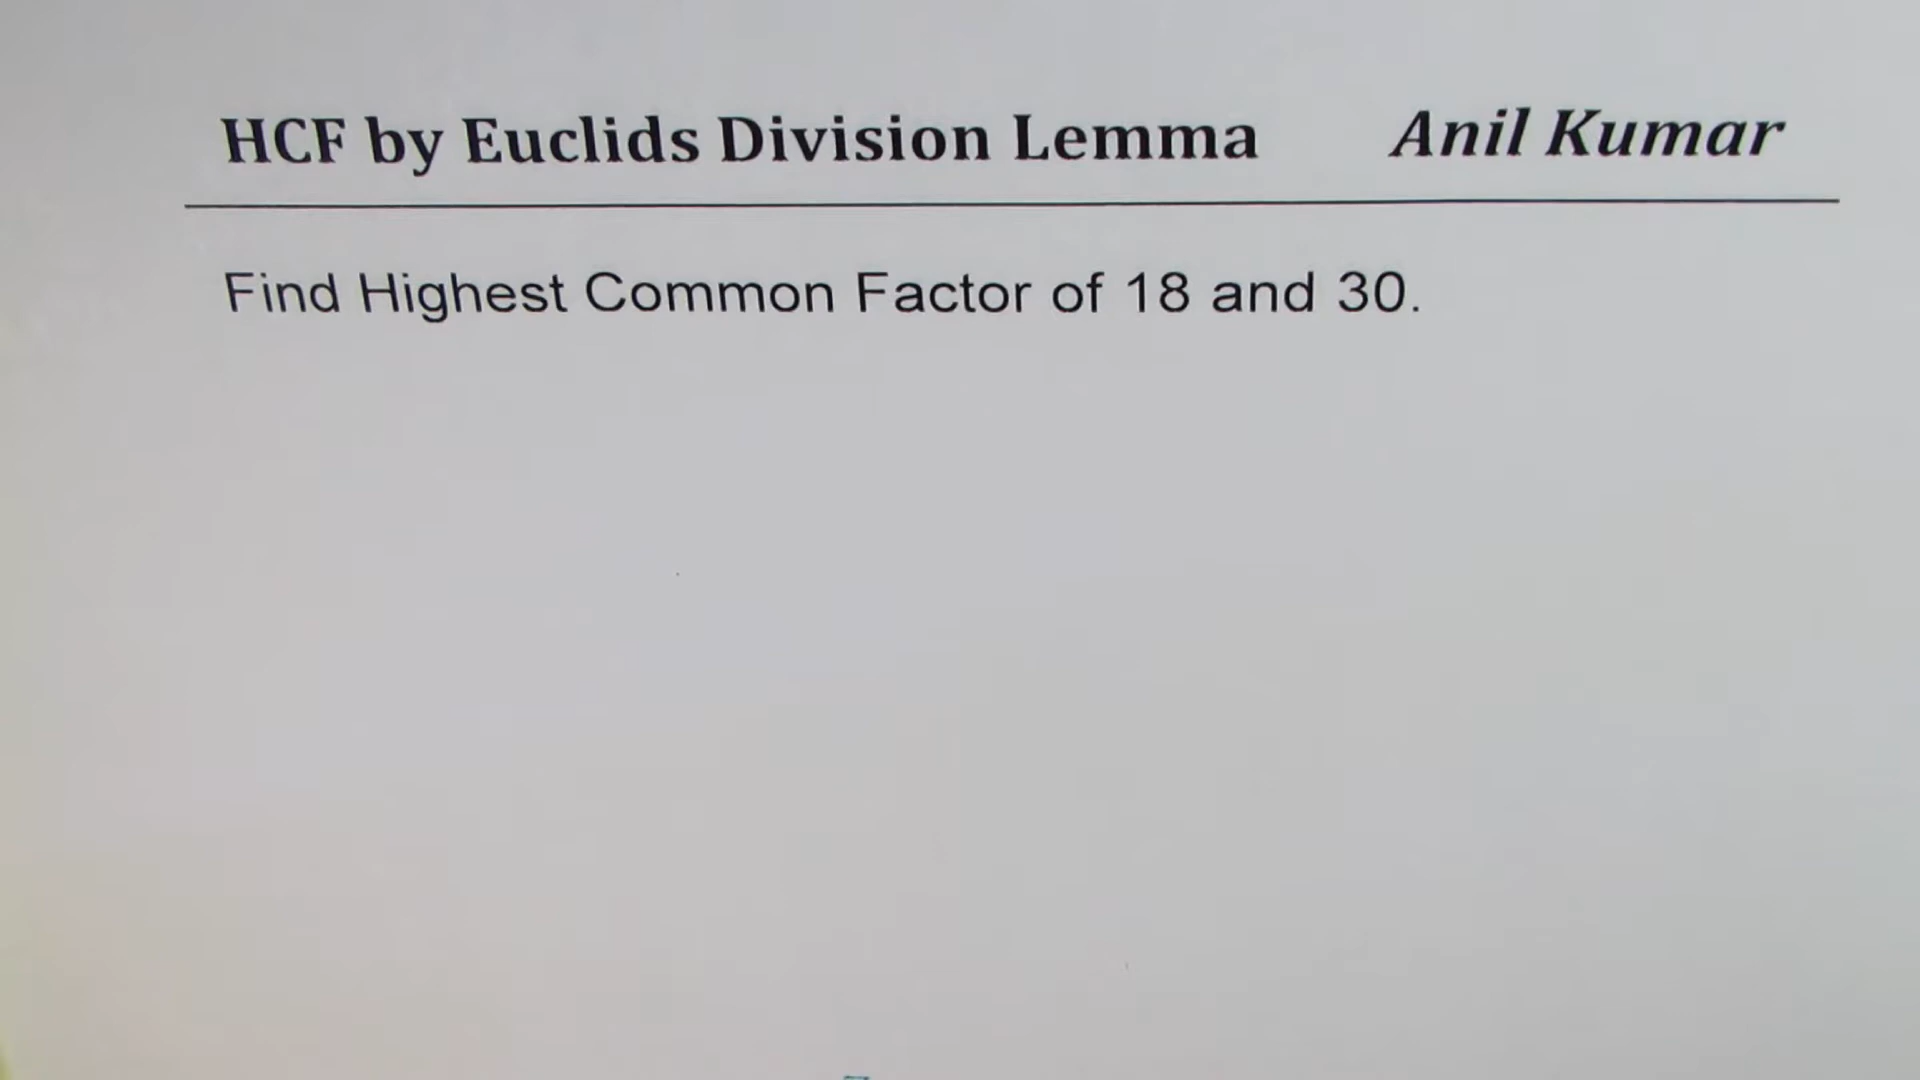 HCF by Euclids Division Lemma Anil Kumar
Find Highest Common Factor of 18 and 30.